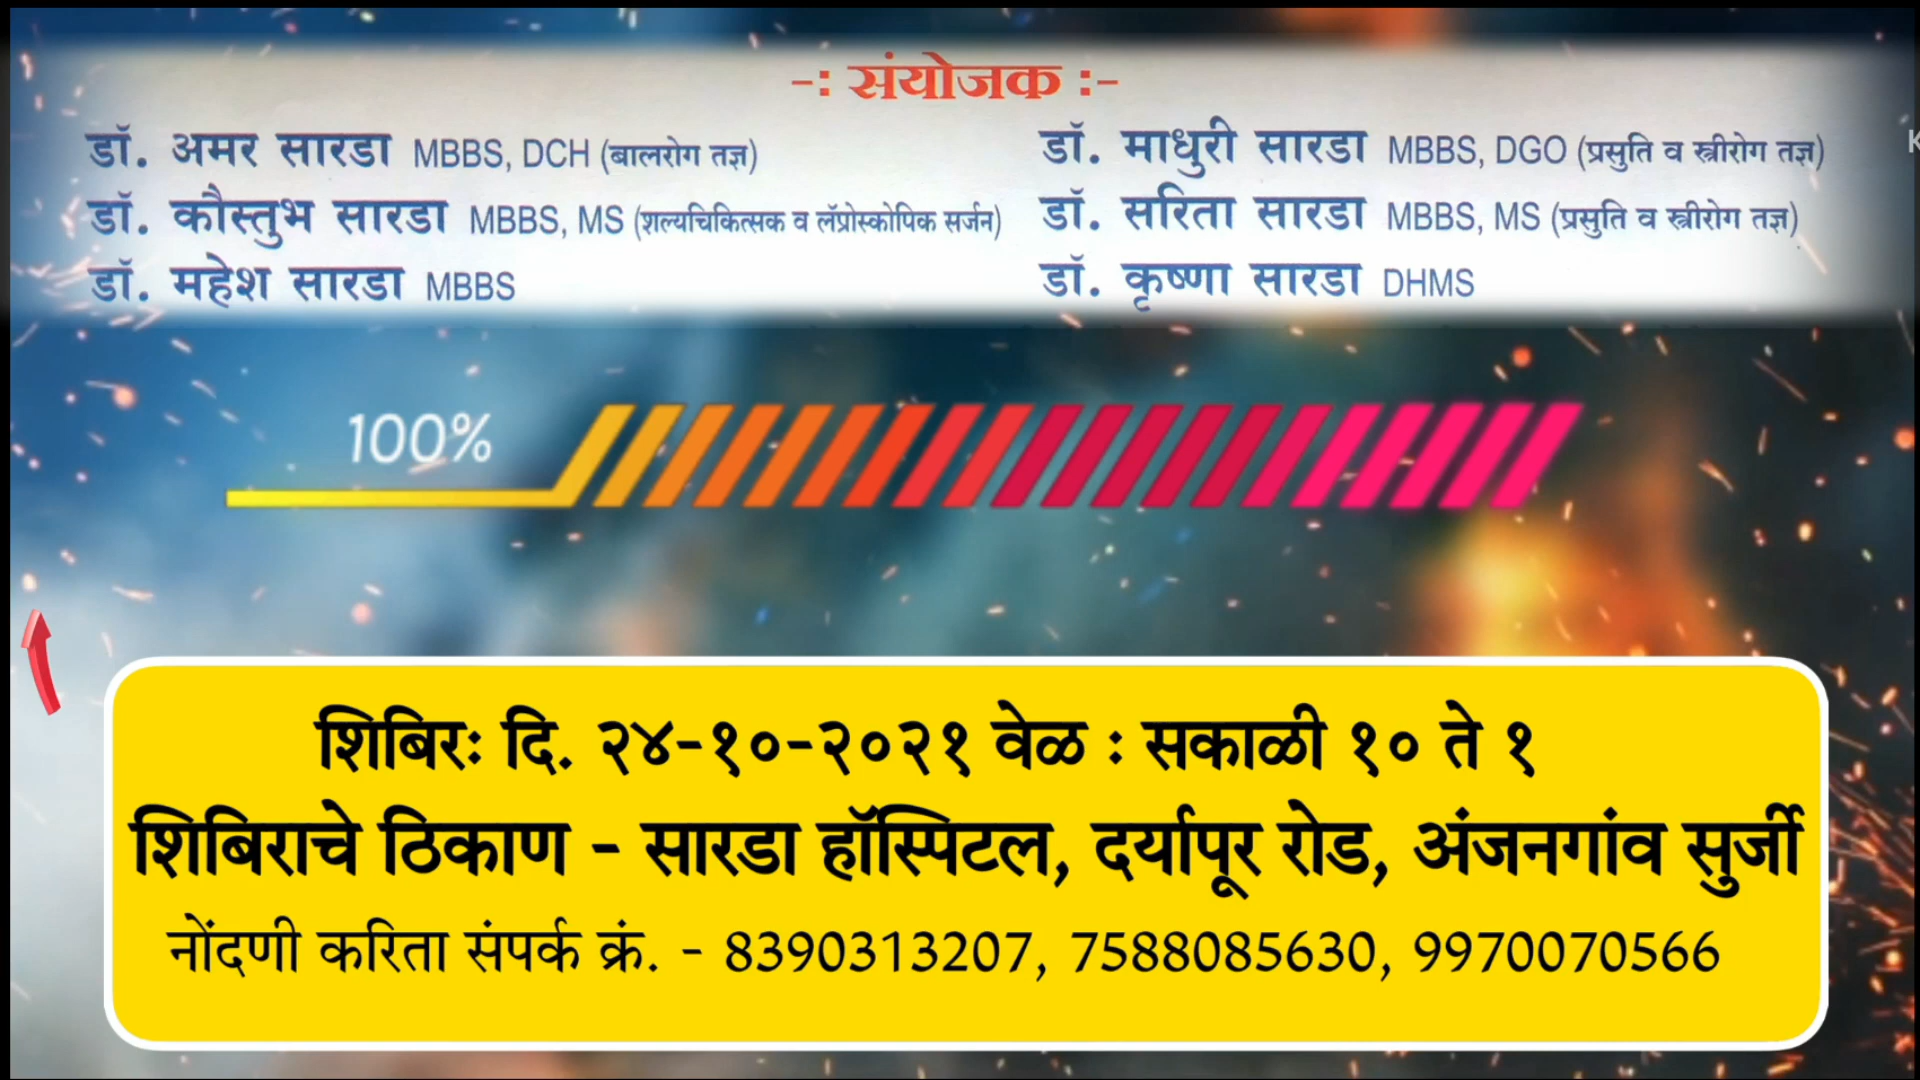 -: संयोजक :-
डॉ. अमर सारडा MBBS, DCH (बालरोग तज्ञ)
डॉ. माधुरी सारडा MBBS, DGO (प्रसुति व स्त्रीरोग तज्ञ)
डॉ. कौस्तुभ सारडा MBBS, MS (शल्यचिकित्सक व लॅप्रोस्कोपिक सर्जन)
डॉ. सरिता सारडा MBBS, MS (प्रसुति व स्त्रीरोग तज्ञ)
डॉ. महेश सारडा MBBS
डॉ. कृष्णा सारडा DHMS
100%
शिबिरः दि. २४-१०-२०२१ वेळ : सकाळी १० ते १
शिबिराचे ठिकाण - सारडा हॉस्पिटल, दर्यापूर रोड, अंजनगांव सुर्जी
नोंदणी करिता संपर्क क्रं. - 8390313207, 7588085630, 9970070566